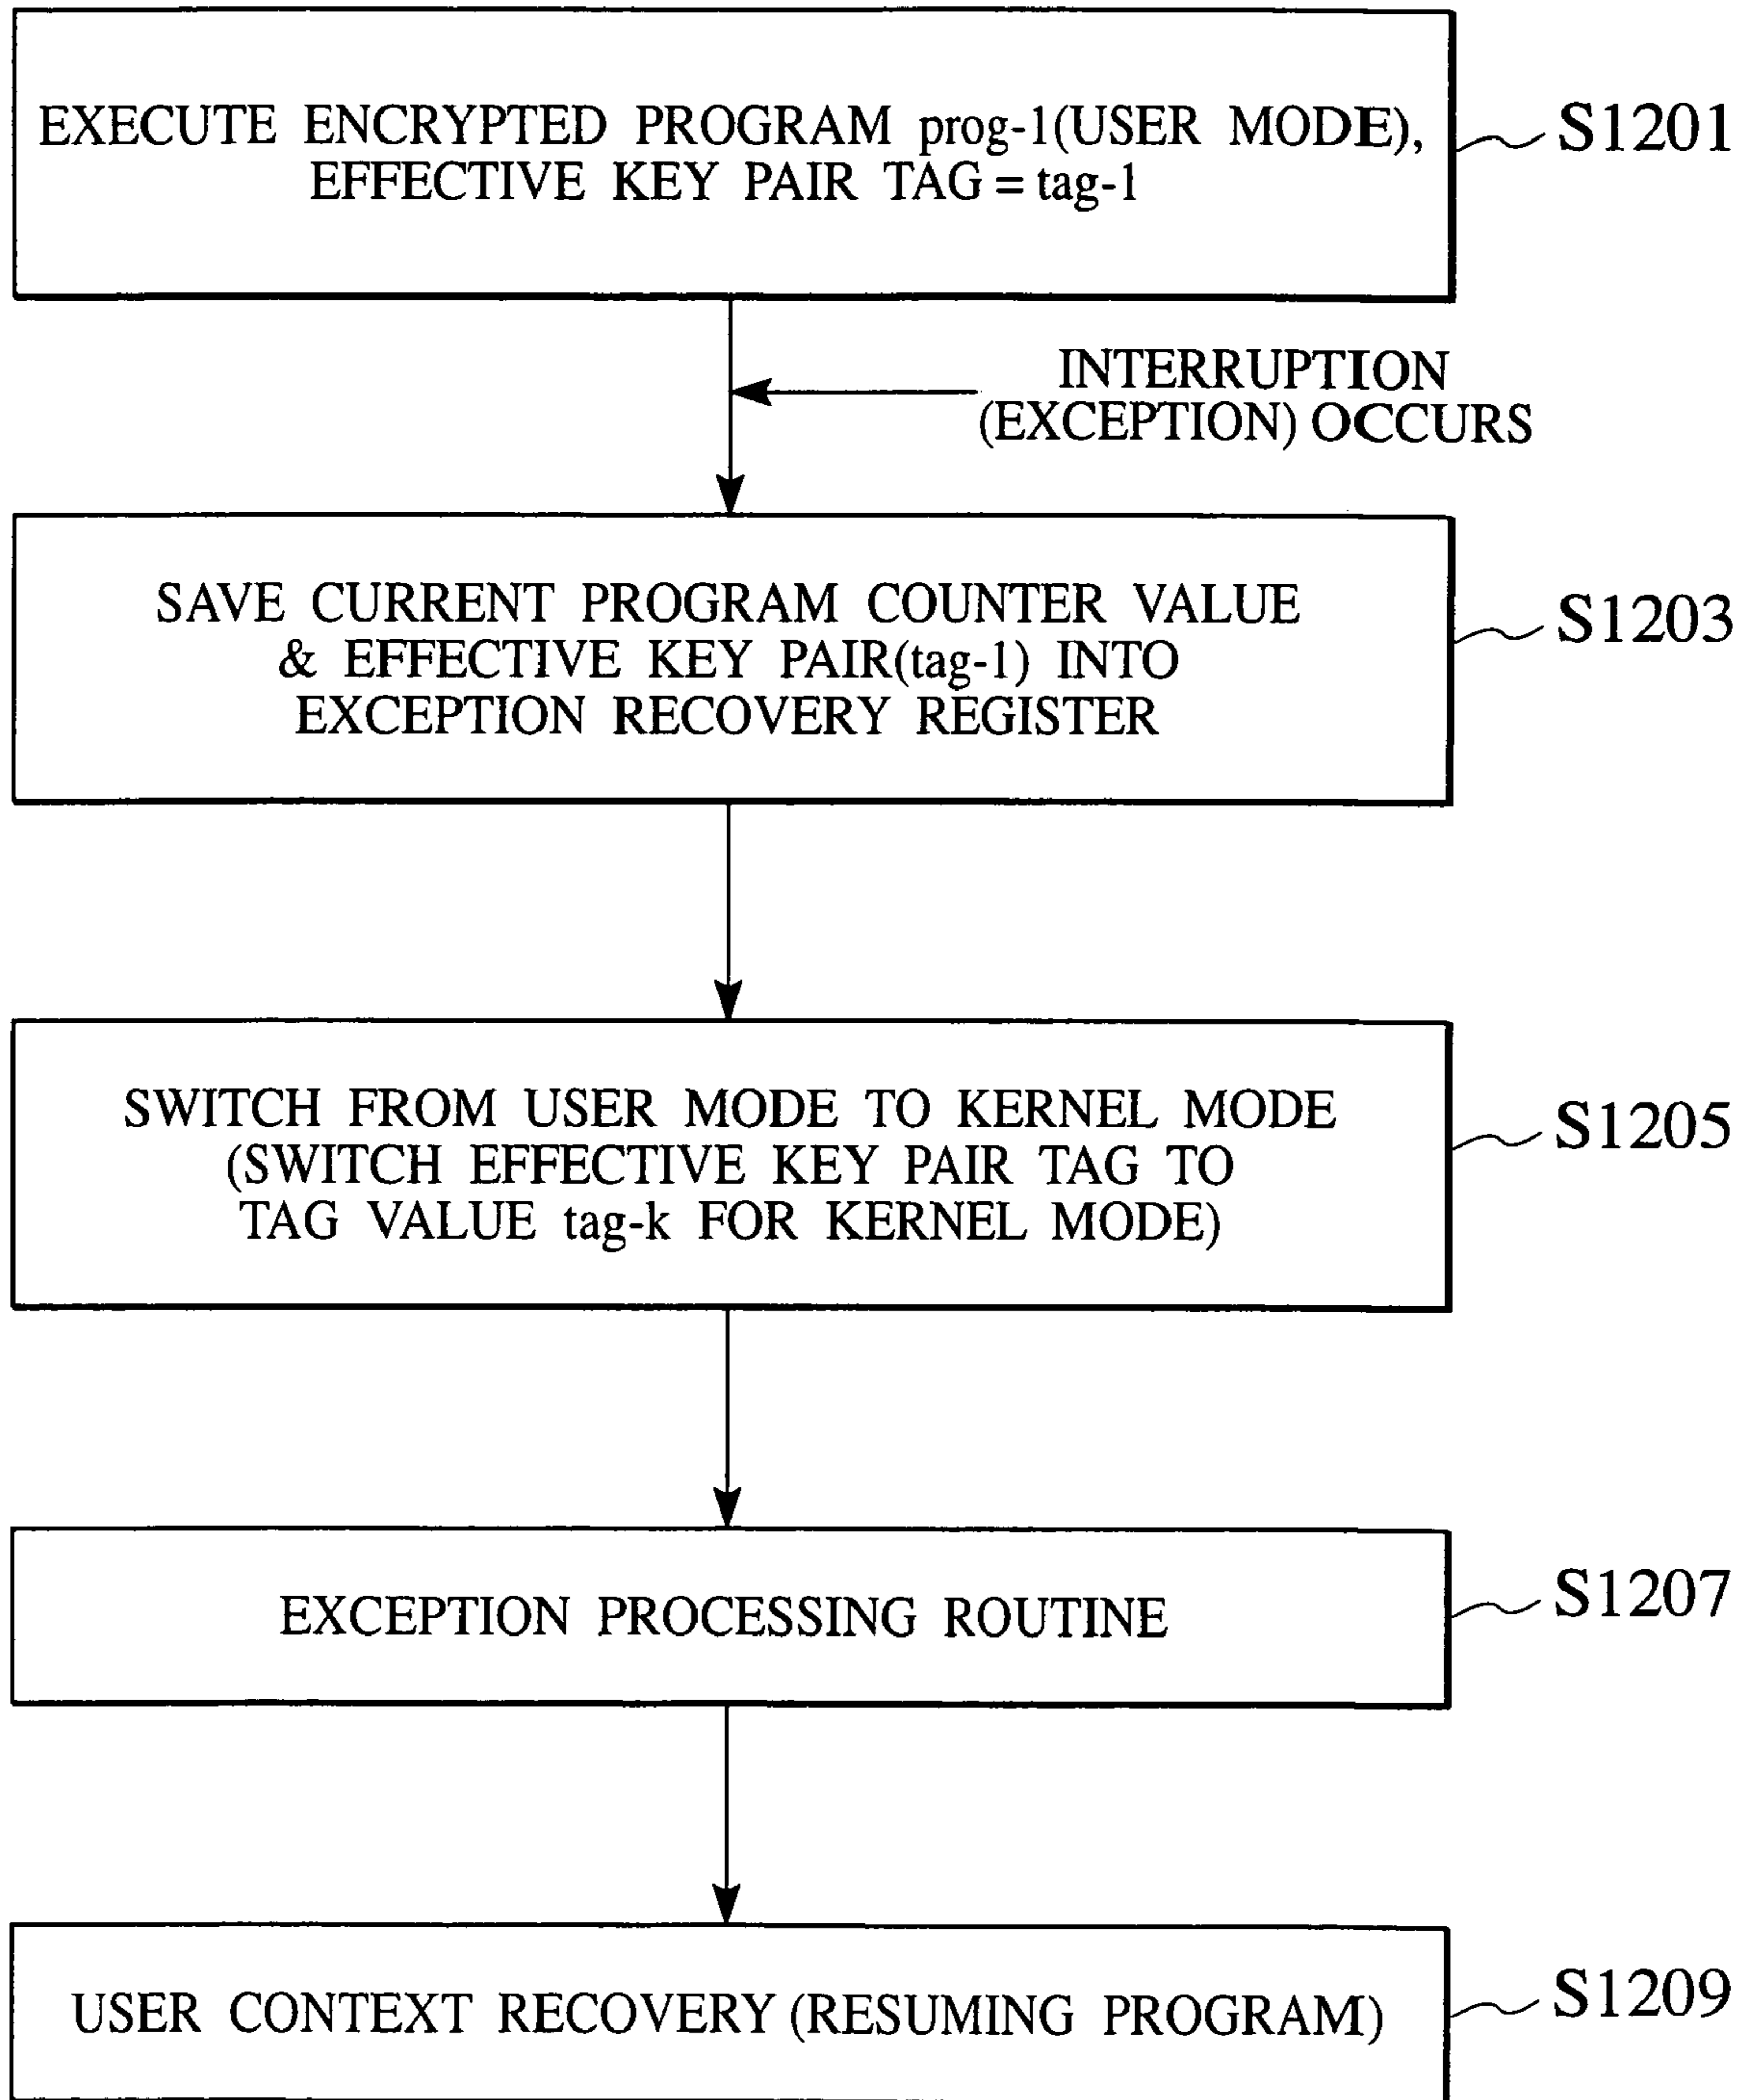 EXECUTE ENCRYPTED PROGRAM prog-1(USER MODE),
EFFECTIVE KEY PAIR TAG = tag-1
S1201
INTERRUPTION
(EXCEPTION) OCCURS
SAVE CURRENT PROGRAM COUNTER VALUE
& EFFECTIVE KEY PAIR(tag-1) INTO
EXCEPTION RECOVERY REGISTER
S1203
SWITCH FROM USER MODE TO KERNEL MODE
(SWITCH EFFECTIVE KEY PAIR TAG TO
TAG VALUE tag-k FOR KERNEL MODE)
S1205
EXCEPTION PROCESSING ROUTINE
S1207
USER CONTEXT RECOVERY (RESUMING PROGRAM)
S1209